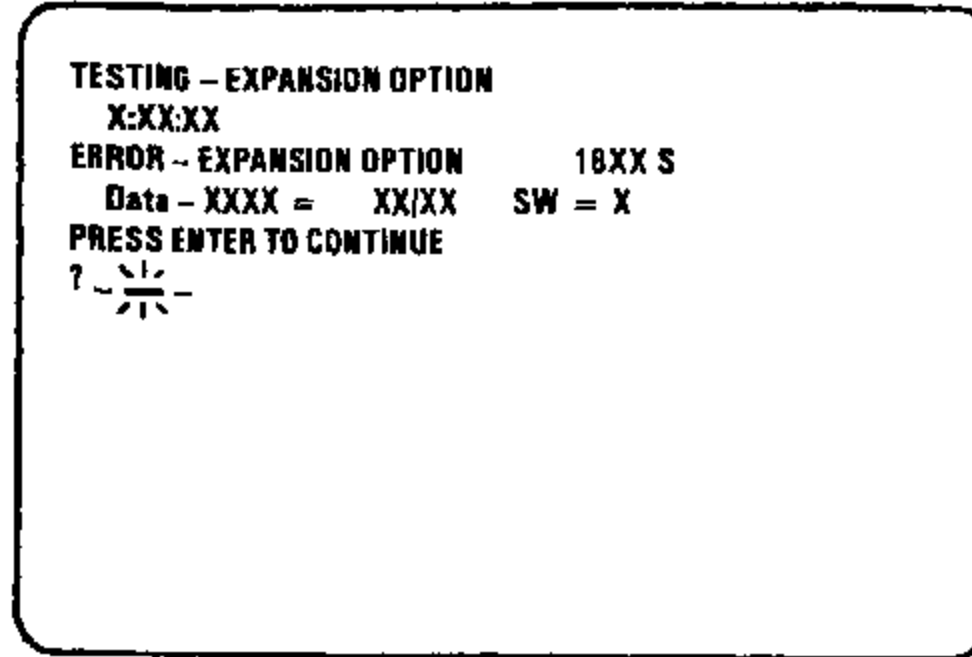 TESTING – EXPANSION OPTION
X:XX:XX
ERROR – EXPANSION OPTION 18XX S
Data – XXXX = XX/XX SW = X
PRESS ENTER TO CONTINUE
? _ _ _